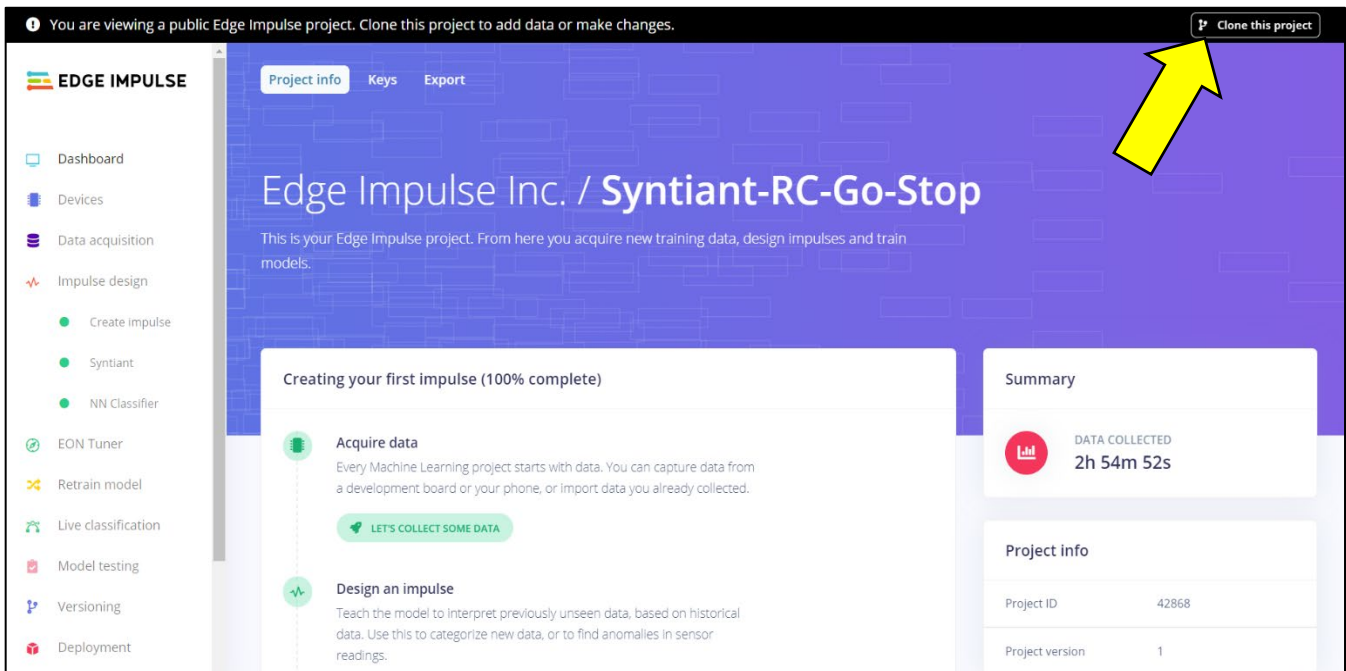 You are viewing a public Edge Impulse project. Clone this project to add data or make changes.
Clone this project
EDGE IMPULSE
Dashboard
Devices
Data acquisition
Impulse design
Create impulse
Syntiant
NN Classifier
EON Tuner
Retrain model
Live classification
Model testing
Versioning
Deployment
Project info Keys Export
Edge Impulse Inc. / Syntiant-RC-Go-Stop
This is your Edge Impulse project. From here you acquire new training data, design impulses and train
models.
Creating your first impulse (100% complete)
Acquire data
Every Machine Learning project starts with data. You can capture data from
a development board or your phone, or import data you already collected.
LET'S COLLECT SOME DATA
Design an impulse
Teach the model to interpret previously unseen data, based on historical
data. Use this to categorize new data, or to find anomalies in sensor
readings.
Summary
DATA COLLECTED
2h 54m 52s
Project info
Project ID 42868
Project version 1